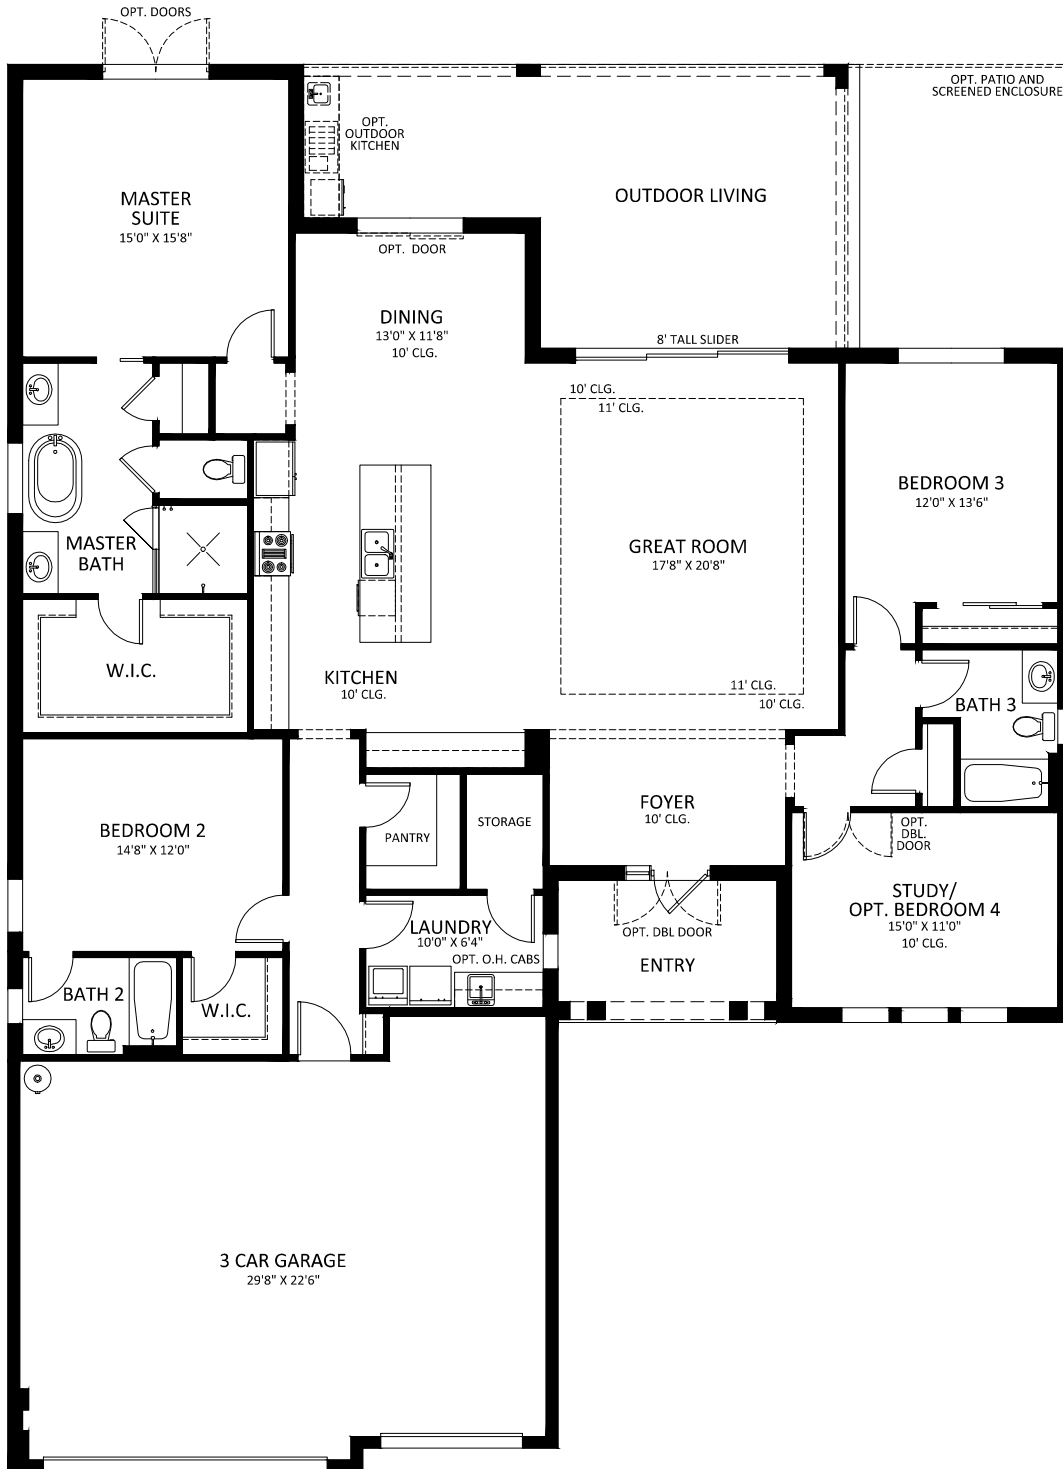 OPT. DOORS
OPT. PATIO AND
SCREENED ENCLOSURE
OPT.
OUTDOOR
KITCHEN
MASTER
SUITE
15'0" X 15'8"
OUTDOOR LIVING
OPT. DOOR
DINING
13'0" X 11'8"
10' CLG.
8' TALL SLIDER
10' CLG.
11' CLG.
BEDROOM 3
12'0" X 13'6"
MASTER
BATH
GREAT ROOM
17'8" X 20'8"
W.I.C.
KITCHEN
10' CLG.
11' CLG.
10' CLG.
BATH 3
BEDROOM 2
14'8" X 12'0"
PANTRY
STORAGE
FOYER
10' CLG.
OPT.
DBL.
DOOR
STUDY/
OPT. BEDROOM 4
15'0" X 11'0"
10' CLG.
LAUNDRY
10'0" X 6'4"
OPT. O.H. CABS
OPT. DBL DOOR
ENTRY
BATH 2
W.I.C.
3 CAR GARAGE
29'8" X 22'6"